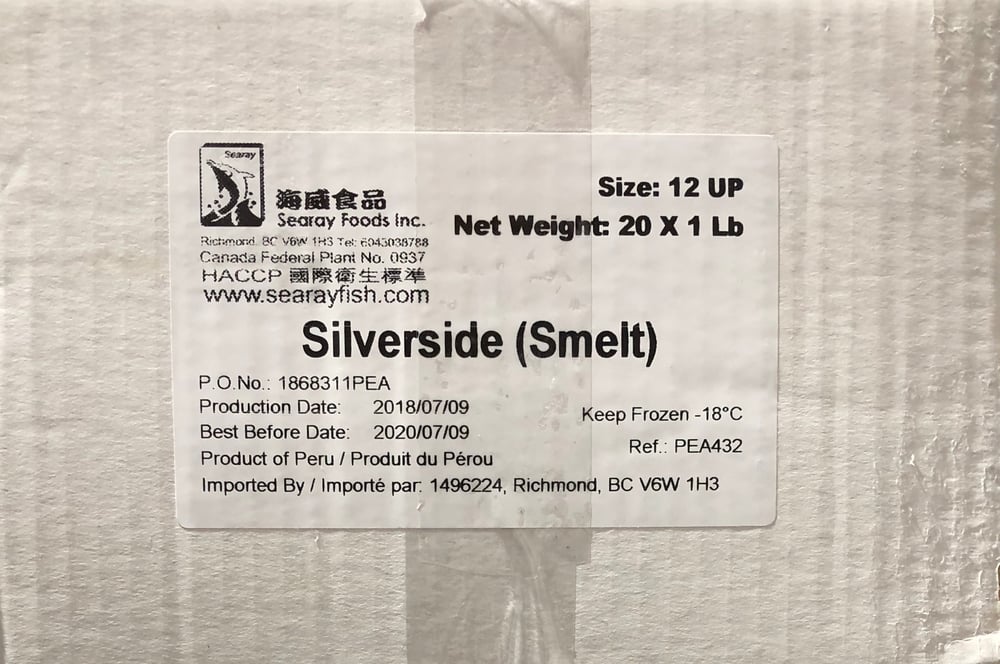 Searay
海威食品
Searay Foods Inc.
Richmond, BC V6W 1H3 Tel: 6043038788
Canada Federal Plant No. 0937
HACCP 國際衛生標準
www.searayfish.com
Size: 12 UP
Net Weight: 20 X 1 Lb
Silverside (Smelt)
P.O.No.: 1868311PEA
Production Date: 2018/07/09
Best Before Date: 2020/07/09
Product of Peru / Produit du Pérou
Keep Frozen -18°C
Ref.: PEA432
Imported By / Importé par: 1496224, Richmond, BC V6W 1H3